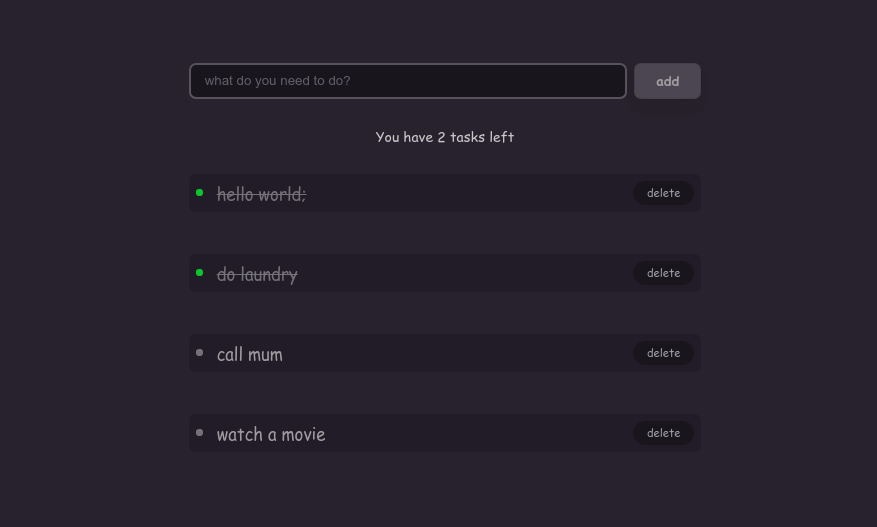 what do you need to do?
add
You have 2 tasks left
hello world;
delete
do laundry
delete
call mum
delete
watch a movie
delete